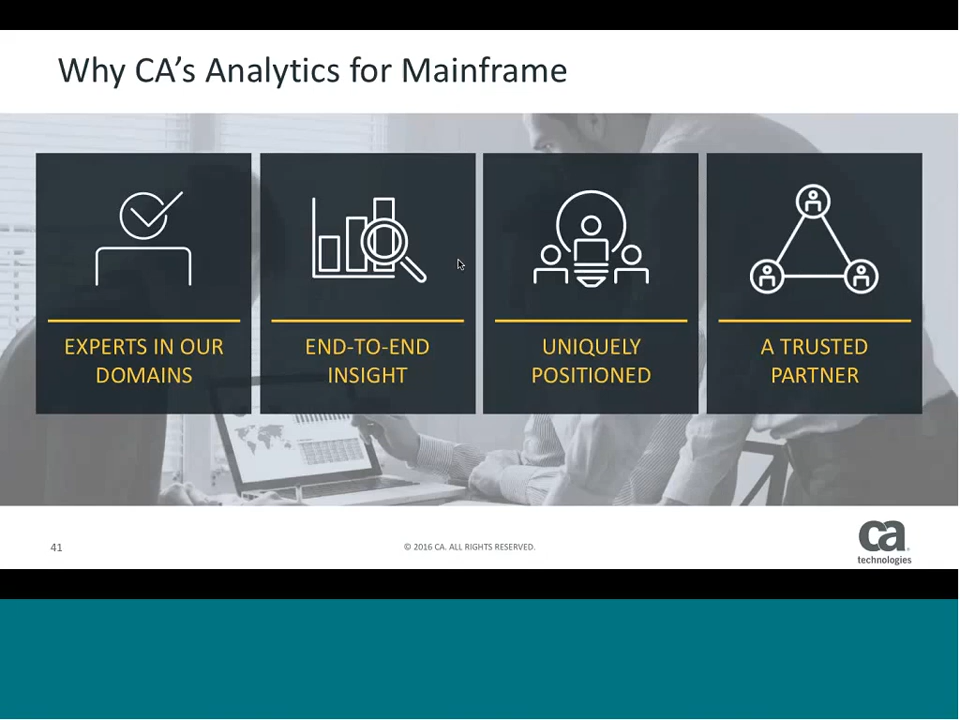 Why CA's Analytics for Mainframe
EXPERTS IN OUR
DOMAINS
END-TO-END
INSIGHT
UNIQUELY
POSITIONED
A TRUSTED
PARTNER
41
© 2016 CA. ALL RIGHTS RESERVED.
ca
technologies